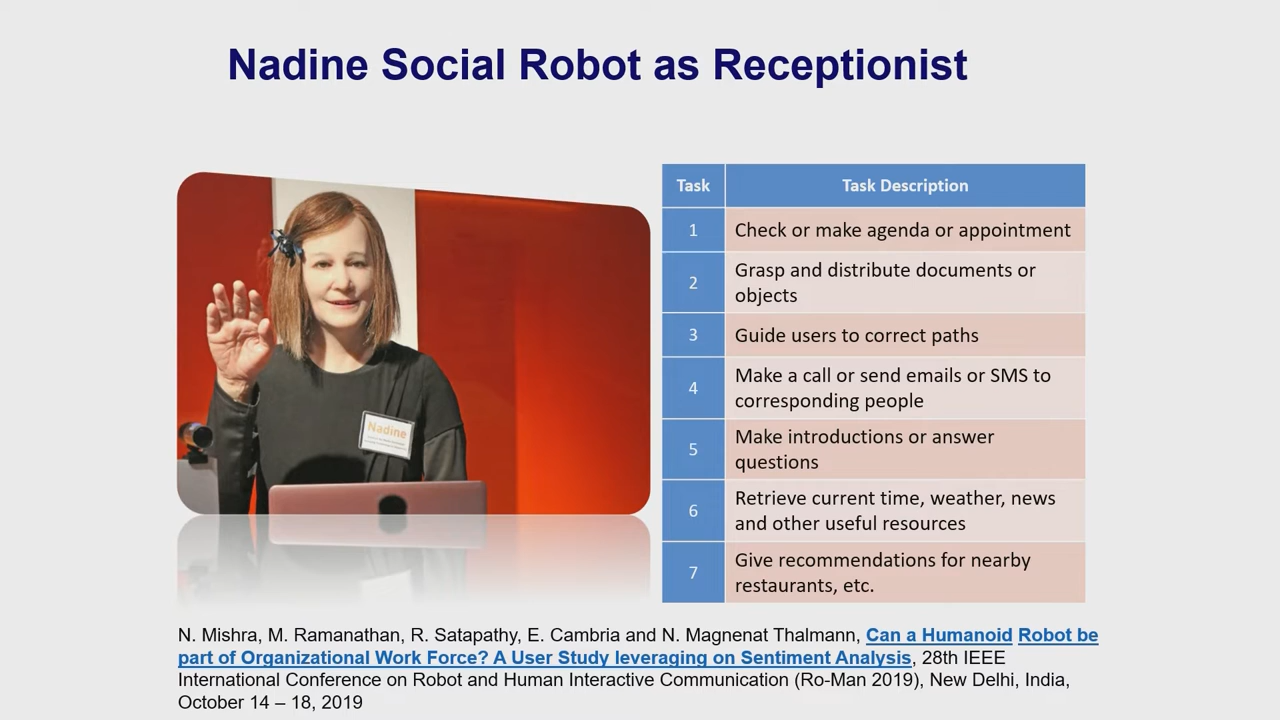 Nadine Social Robot as Receptionist
Nadine
Task
Task Description
1
Check or make agenda or appointment
2
Grasp and distribute documents or
objects
3
Guide users to correct paths
4
Make a call or send emails or SMS to
corresponding people
5
Make introductions or answer
questions
6
Retrieve current time, weather, news
and other useful resources
7
Give recommendations for nearby
restaurants, etc.
N. Mishra, M. Ramanathan, R. Satapathy, E. Cambria and N. Magnenat Thalmann, Can a Humanoid Robot be
part of Organizational Work Force? A User Study leveraging on Sentiment Analysis, 28th IEEE
International Conference on Robot and Human Interactive Communication (Ro-Man 2019), New Delhi, India,
October 14 – 18, 2019